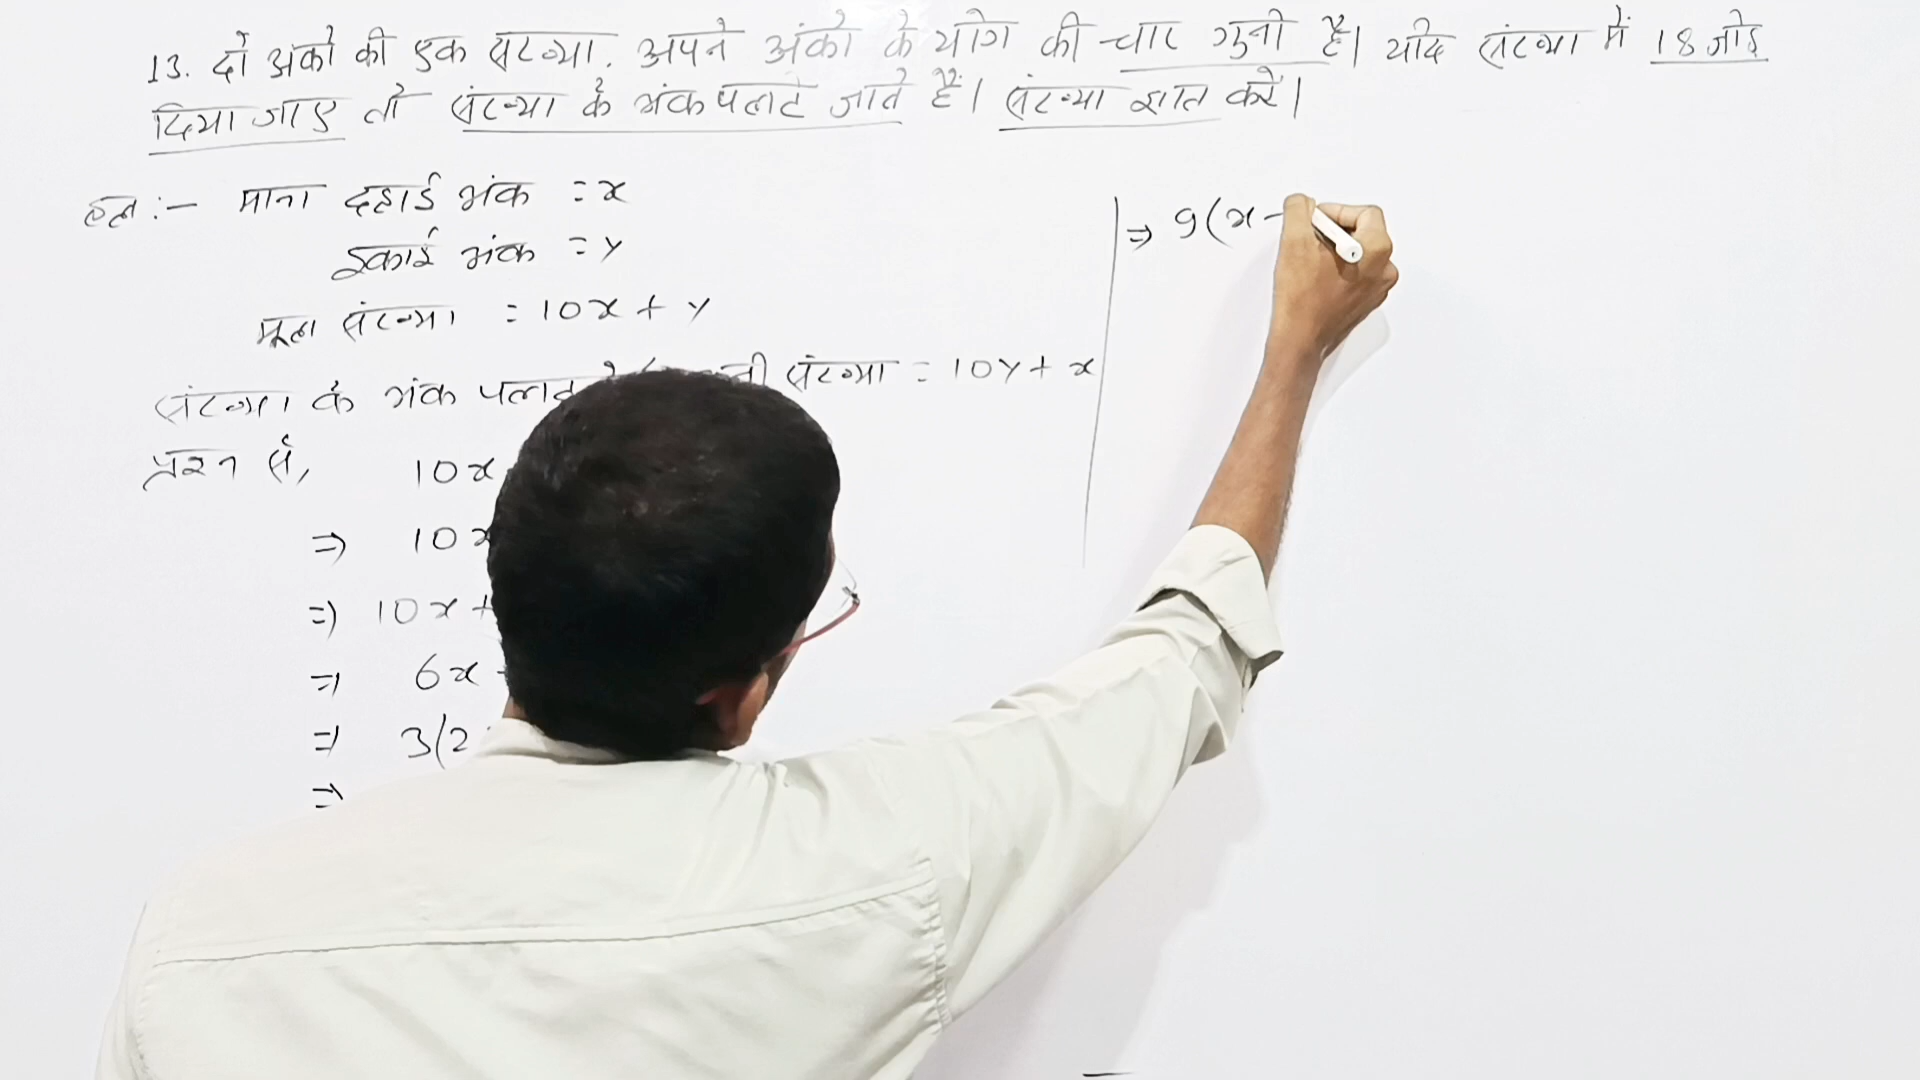 13. दो अंको की एक संख्या. अपने अंको के योग की चार गुनी है। यदि संख्या में 18 जोड़
दिया जाए तो संख्या के अंक पलट जाते हैं। संख्या ज्ञात करें।
हल :- माना दहाई अंक = x
इकाई अंक = y
मूल संख्या = 10x + y
संख्या के अंक पलट संख्या = 10y + x
प्रश्न से, 10x
⇒ 10x
⇒ 10x +
⇒ 6x -
⇒ 3(2
⇒
⇒ 9(x -